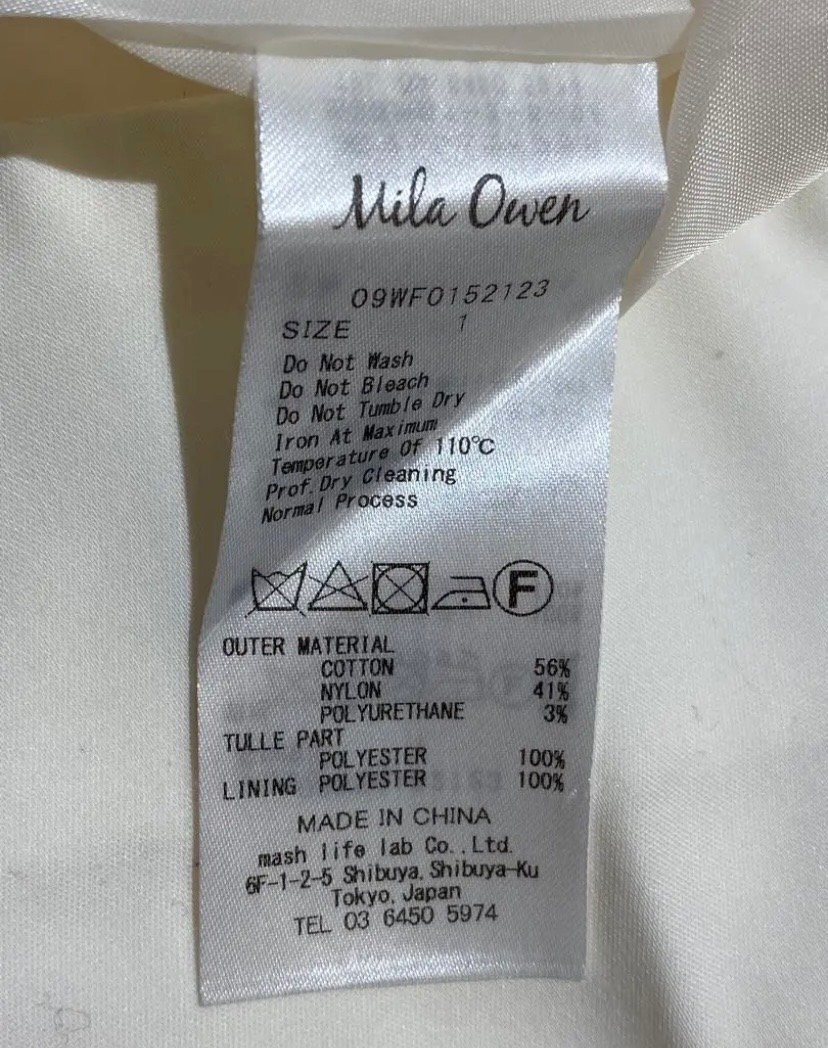 Mila Owen
09WF0152123
SIZE 1
Do Not Wash
Do Not Bleach
Do Not Tumble Dry
Iron At Maximum
Temperature Of 110℃
Prof. Dry Cleaning
Normal Process
F
OUTER MATERIAL
COTTON 56%
NYLON 41%
POLYURETHANE 3%
TULLE PART
POLYESTER 100%
LINING POLYESTER 100%
MADE IN CHINA
mash life lab Co.,Ltd.
6F-1-2-5 Shibuya, Shibuya-Ku
Tokyo, Japan
TEL 03 6450 5974